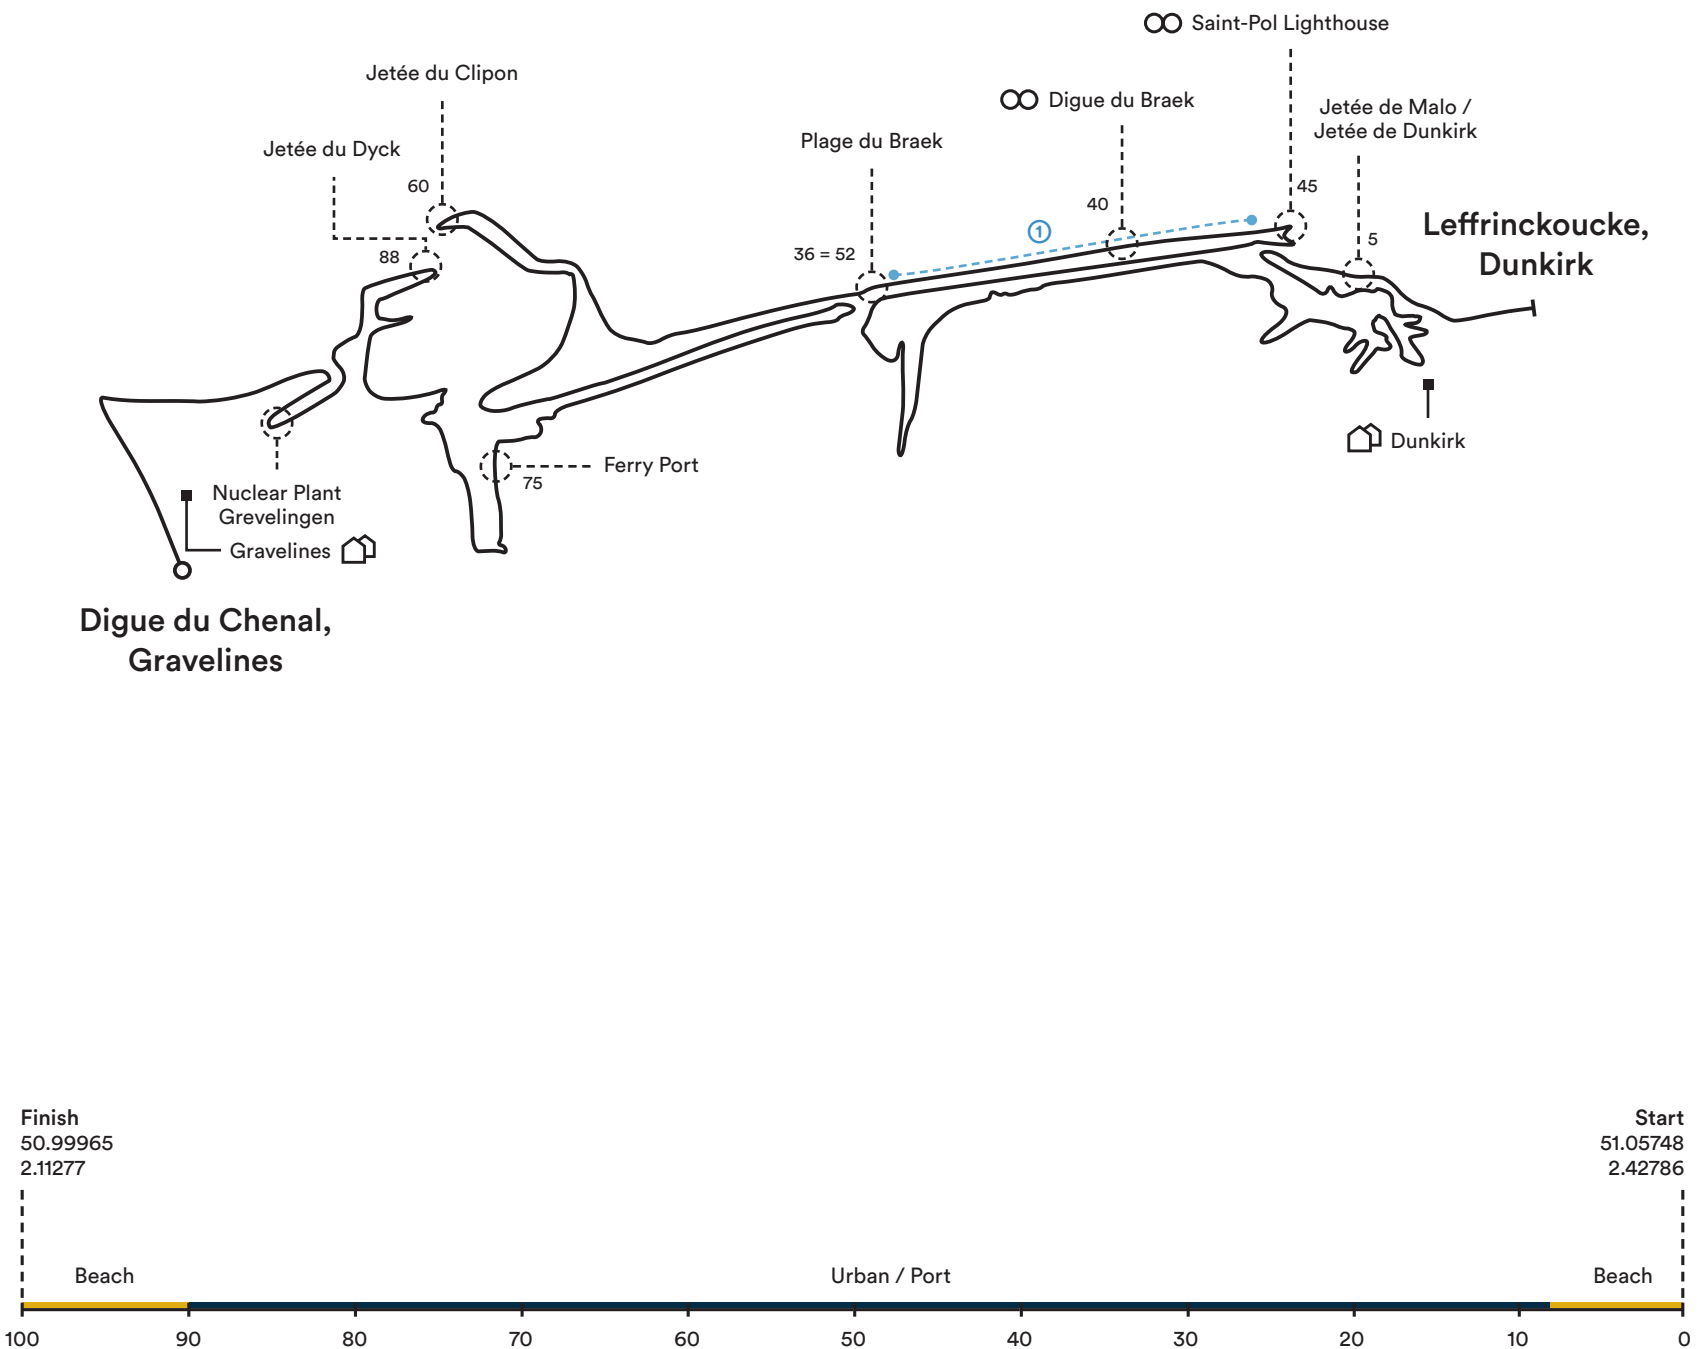 Saint-Pol Lighthouse
Jetée du Clipon
Digue du Braek
Jetée de Malo /
Jetée de Dunkirk
Plage du Braek
Jetée du Dyck
60
45
40
1
Leffrinckoucke,
Dunkirk
5
36 = 52
88
Dunkirk
Ferry Port
75
Nuclear Plant
Grevelingen
Gravelines
Digue du Chenal,
Gravelines
Finish
50.99965
2.11277
Start
51.05748
2.42786
Beach
Urban / Port
Beach
100 90 80 70 60 50 40 30 20 10 0